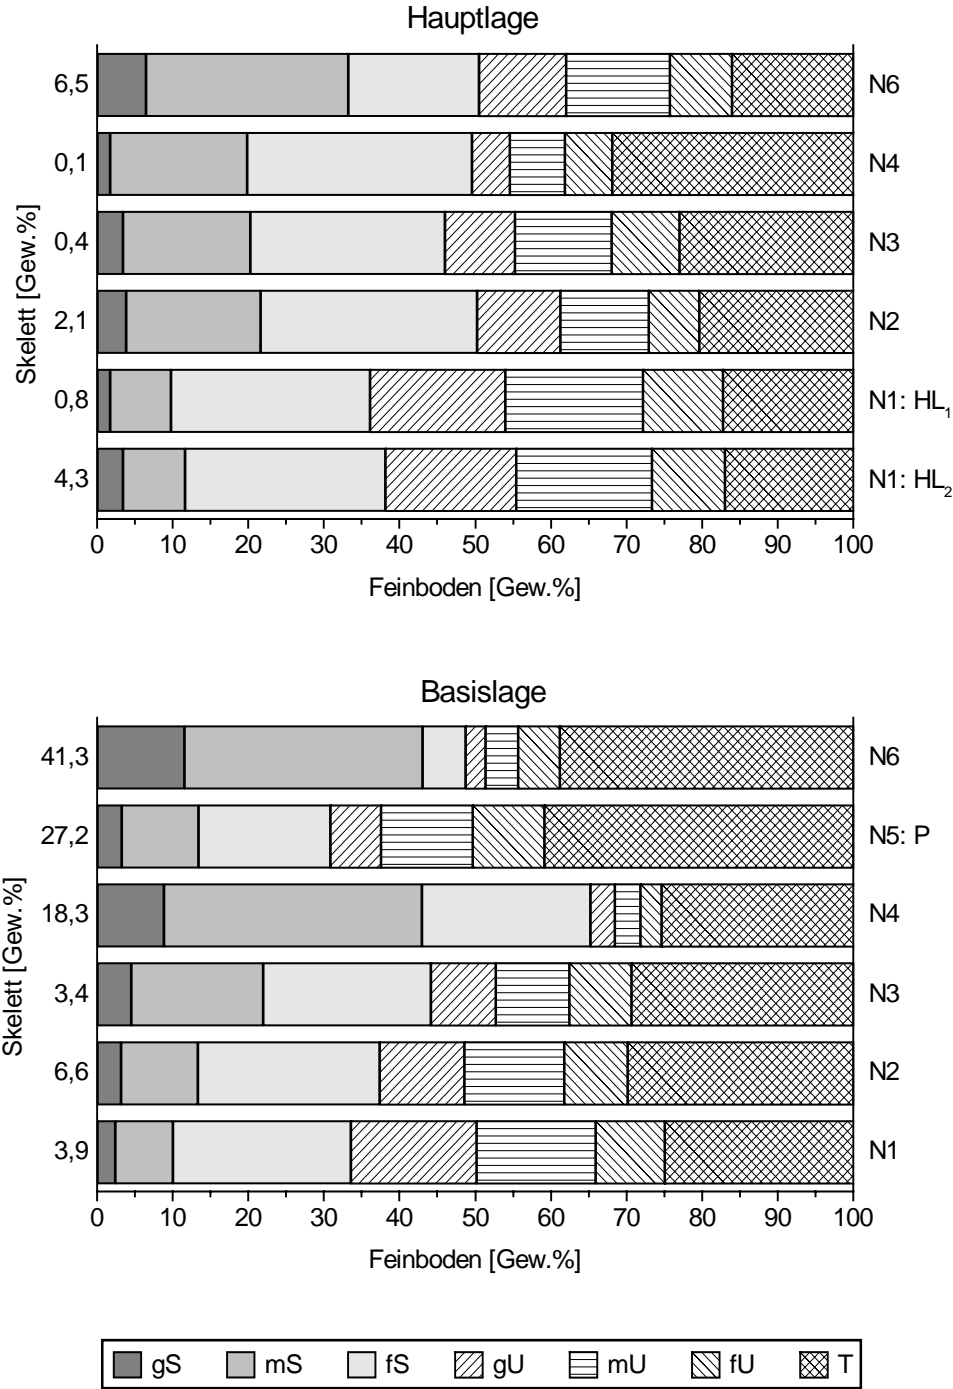 Hauptlage
Skelett [Gew.%]
6,5 N6
0,1 N4
0,4 N3
2,1 N2
0,8 N1: HL₁
4,3 N1: HL₂
0 10 20 30 40 50 60 70 80 90 100
Feinboden [Gew.%]
Basislage
Skelett [Gew.%]
41,3 N6
27,2 N5: P
18,3 N4
3,4 N3
6,6 N2
3,9 N1
0 10 20 30 40 50 60 70 80 90 100
Feinboden [Gew.%]
gS mS fS gU mU fU T